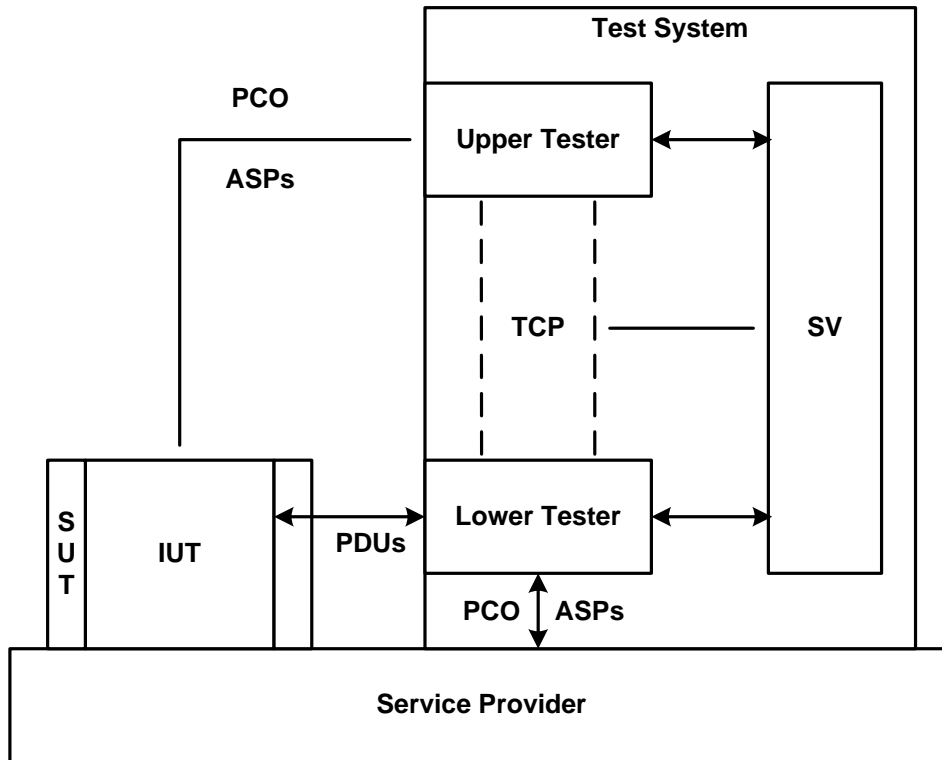 Test System
PCO
Upper Tester
ASPs
TCP
SV
S
U
T
IUT
Lower Tester
PDUs
PCO
ASPs
Service Provider